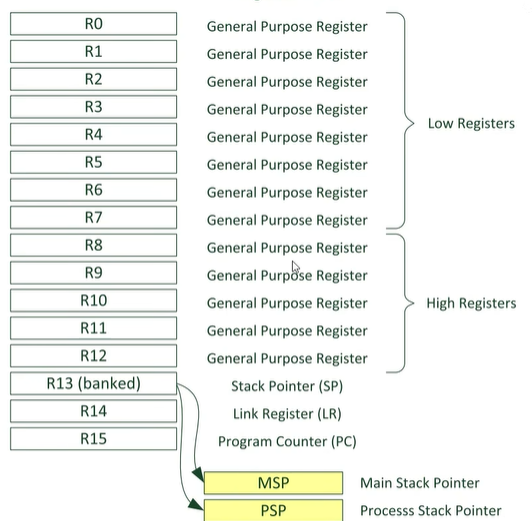 R0 General Purpose Register
R1 General Purpose Register
R2 General Purpose Register
R3 General Purpose Register
Low Registers
R4 General Purpose Register
R5 General Purpose Register
R6 General Purpose Register
R7 General Purpose Register
R8 General Purpose Register
R9 General Purpose Register
R10 General Purpose Register
High Registers
R11 General Purpose Register
R12 General Purpose Register
R13 (banked) Stack Pointer (SP)
R14 Link Register (LR)
R15 Program Counter (PC)
MSP Main Stack Pointer
PSP Processs Stack Pointer